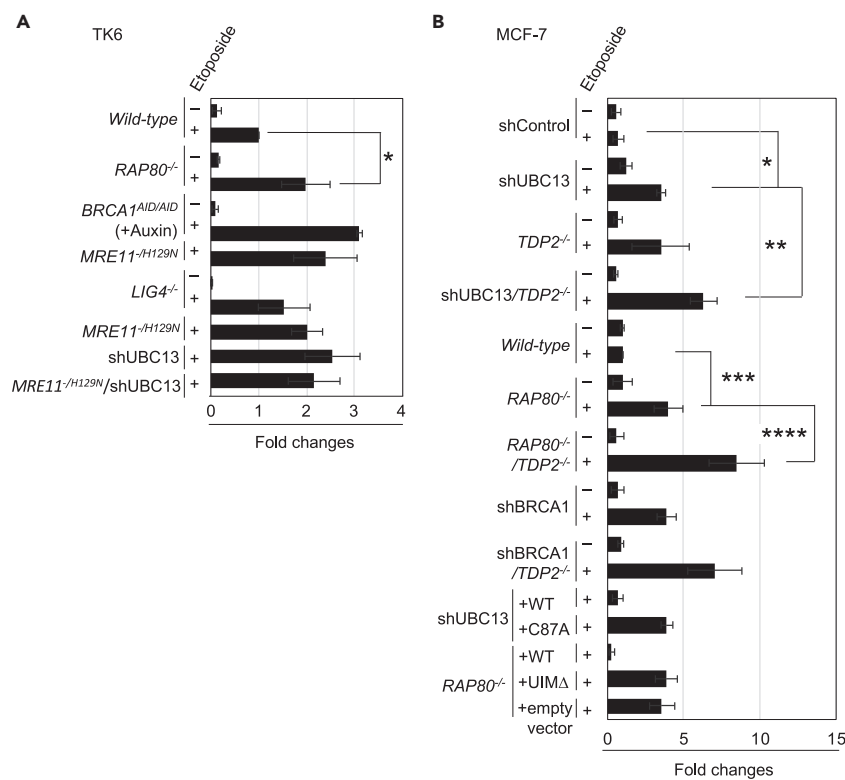 A
TK6
Etoposide
Wild-type
−
+
RAP80-/-
−
+
*
BRCA1AID/AID
(+Auxin)
−
+
MRE11-/H129N +
LIG4-/-
−
+
MRE11-/H129N +
shUBC13 +
MRE11-/H129N/shUBC13 +
0 1 2 3 4
Fold changes
B
MCF-7
Etoposide
shControl
−
+
*
shUBC13
−
+
TDP2-/-
−
+
**
shUBC13/TDP2-/-
−
+
Wild-type
−
+
***
RAP80-/-
−
+
****
RAP80-/-
/TDP2-/-
−
+
shBRCA1
−
+
shBRCA1
/TDP2-/-
−
+
shUBC13
+WT +
+C87A +
RAP80-/-
+WT +
+UIMΔ +
+empty
vector
+
0 5 10 15
Fold changes